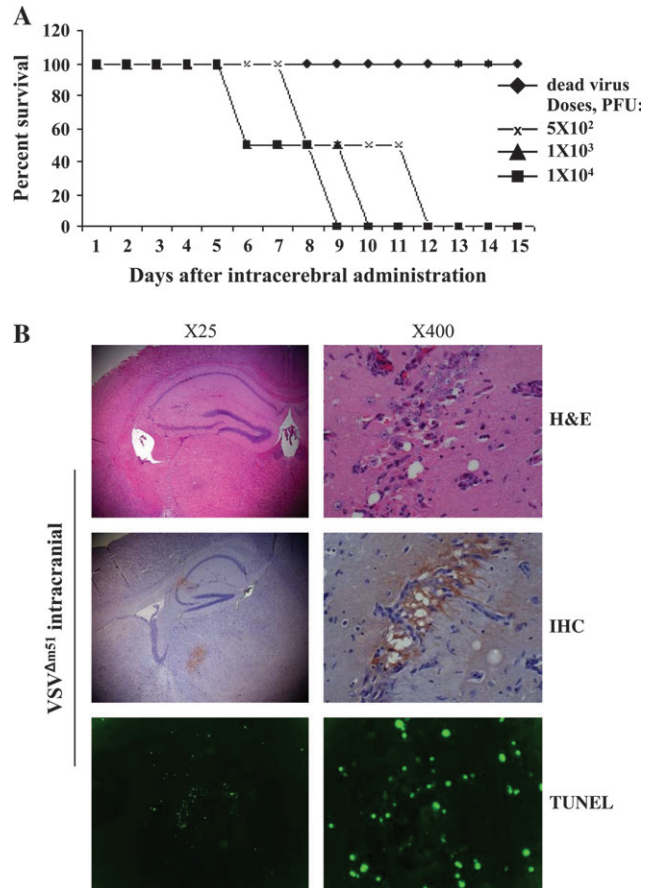 A
Percent survival
120
100
80
60
40
20
0
1 2 3 4 5 6 7 8 9 10 11 12 13 14 15
Days after intracerebral administration
dead virus
Doses, PFU:
5X10²
1X10³
1X10⁴
B
X25 X400
VSV^Δm51 intracranial
H&E
IHC
TUNEL